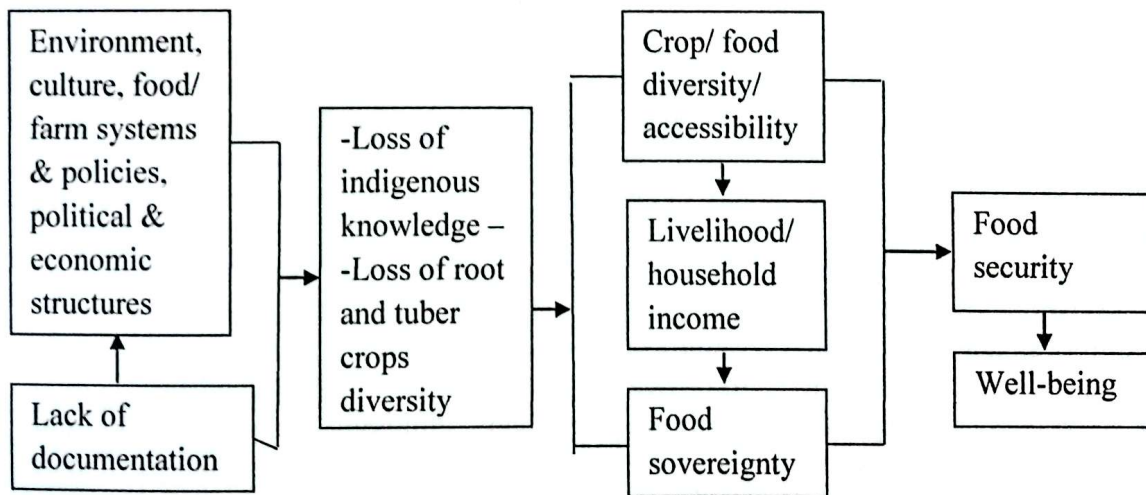 Environment,
culture, food/
farm systems
& policies,
political &
economic
structures
Lack of
documentation
-Loss of
indigenous
knowledge –
-Loss of root
and tuber
crops
diversity
Crop/ food
diversity/
accessibility
Livelihood/
household
income
Food
sovereignty
Food
security
Well-being